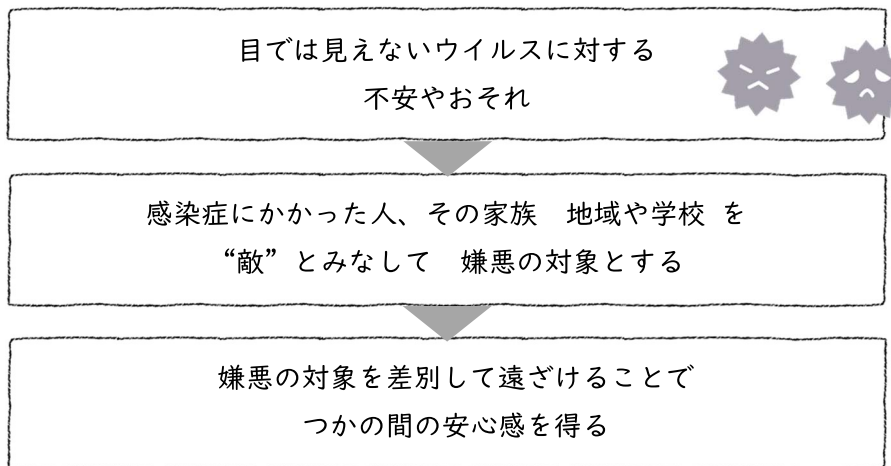 目では見えないウイルスに対する
不安やおそれ
感染症にかかった人、その家族　地域や学校 を
“敵” とみなして　嫌悪の対象とする
嫌悪の対象を差別して遠ざけることで
つかの間の安心感を得る